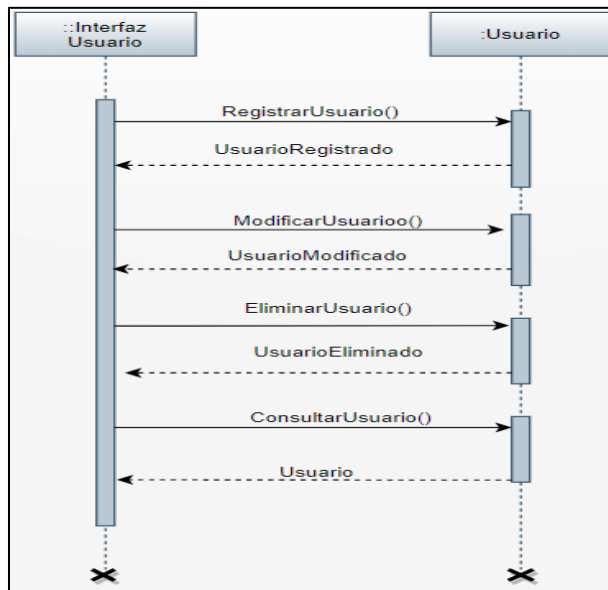 ::Interfaz
Usuario
:Usuario
RegistrarUsuario()
UsuarioRegistrado
ModificarUsuarioo()
UsuarioModificado
EliminarUsuario()
UsuarioEliminado
ConsultarUsuario()
Usuario